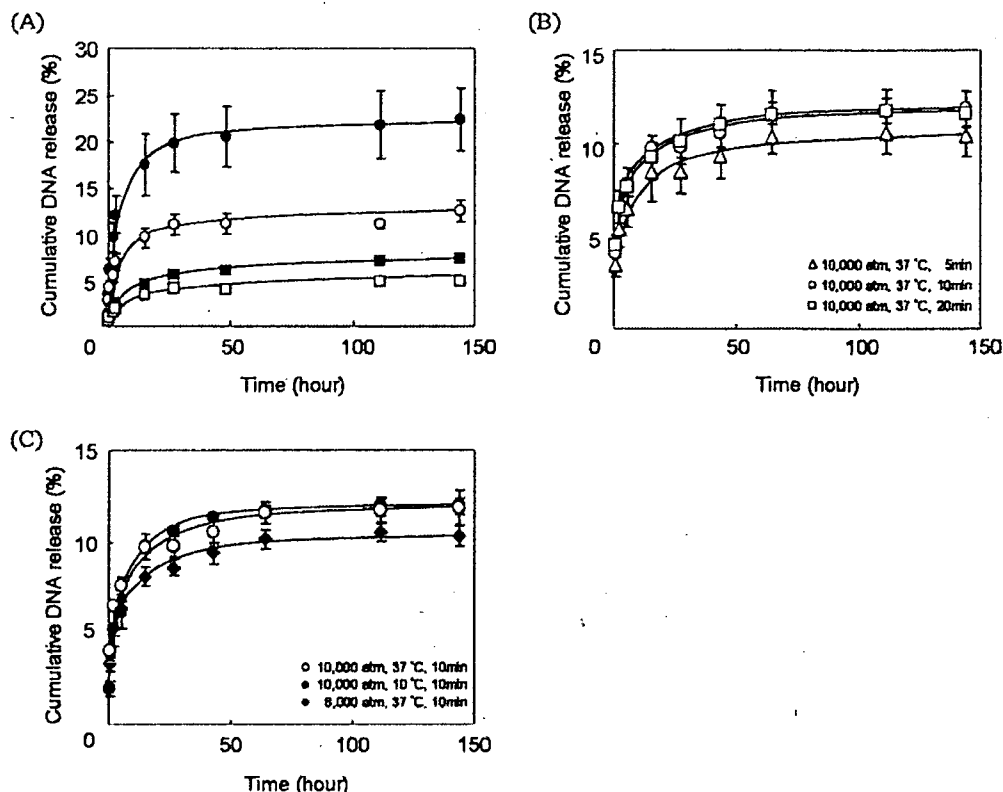 (A)
30
25
20
15
10
5
0
50
100
150
Cumulative DNA release (%)
Time (hour)
(B)
15
10
5
0
50
100
150
Cumulative DNA release (%)
10,000 atm, 37 °C, 5min
10,000 atm, 37 °C, 10min
10,000 atm, 37 °C, 20min
Time (hour)
(C)
15
10
5
0
50
100
150
Cumulative DNA release (%)
10,000 atm, 37 °C, 10min
10,000 atm, 10 °C, 10min
6,000 atm, 37 °C, 10min
Time (hour)